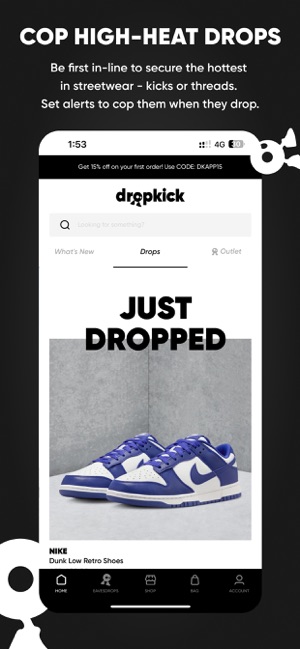 COP HIGH-HEAT DROPS
Be first in-line to secure the hottest
in streetwear - kicks or threads.
Set alerts to cop them when they drop.
1:53
4G
Get 15% off on your first order! Use CODE: DKAPP15
dropkick
Looking for something?
What's New
Drops
Outlet
JUST
DROPPED
NIKE
Dunk Low Retro Shoes
HOME
EAVESDROPS
SHOP
BAG
ACCOUNT